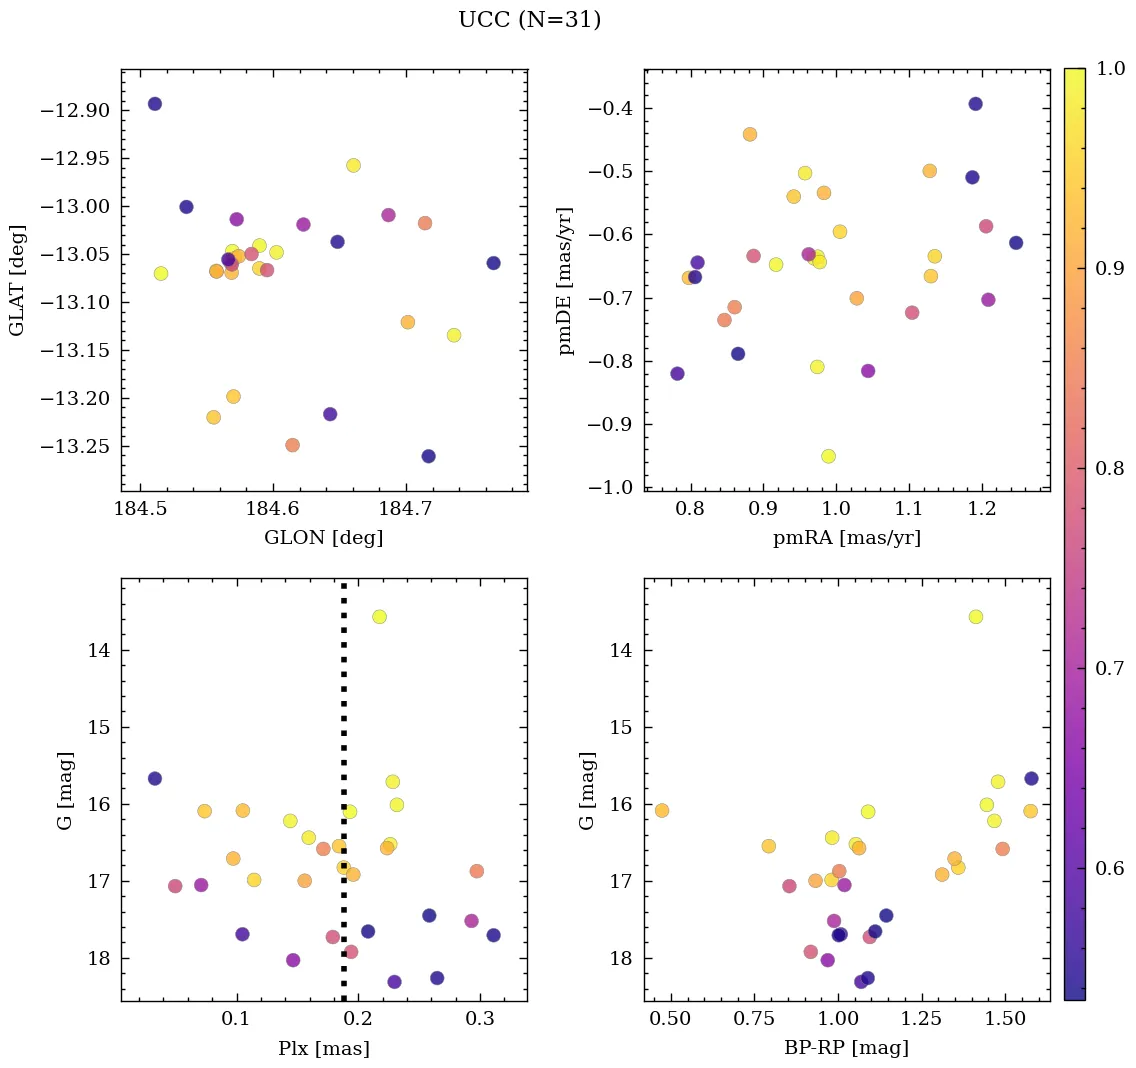 UCC (N=31)
−12.90
−12.95
−13.00
−13.05
−13.10
−13.15
−13.20
−13.25
GLAT [deg]
184.5 184.6 184.7
GLON [deg]
−0.4
−0.5
−0.6
−0.7
−0.8
−0.9
−1.0
pmDE [mas/yr]
0.8 0.9 1.0 1.1 1.2
pmRA [mas/yr]
14
15
16
17
18
G [mag]
0.1 0.2 0.3
Plx [mas]
14
15
16
17
18
G [mag]
0.50 0.75 1.00 1.25 1.50
BP-RP [mag]
1.0
0.9
0.8
0.7
0.6